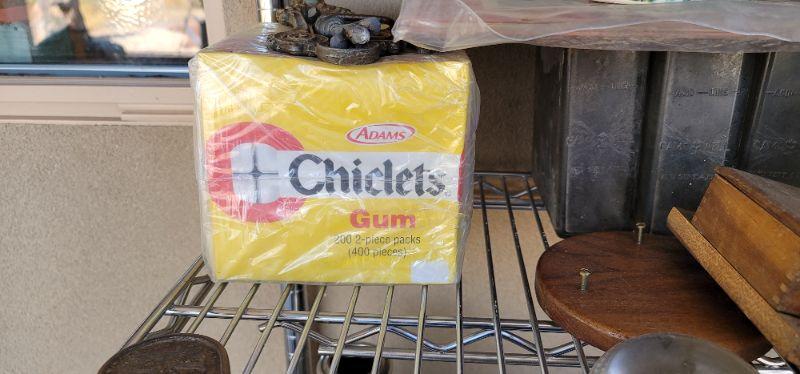 ADAMS
Chiclets
Gum
200 2-piece packs
(400 pieces)